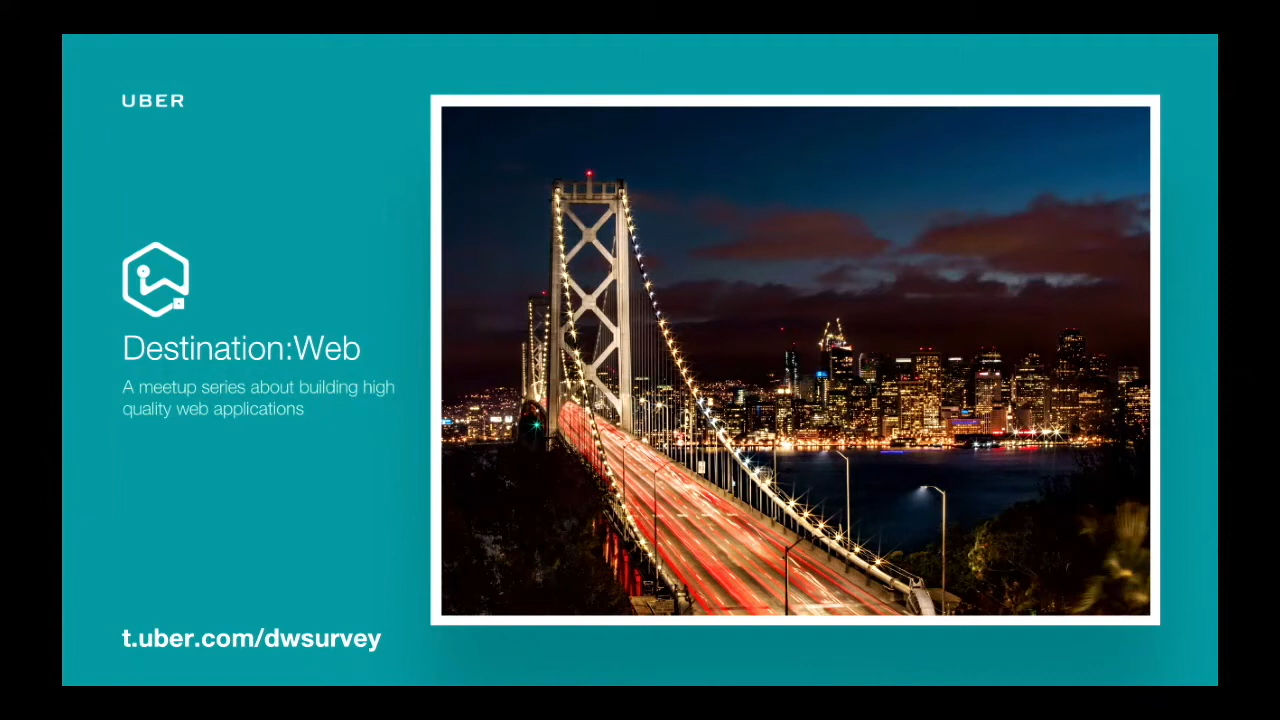 UBER
Destination:Web
A meetup series about building high
quality web applications
t.uber.com/dwsurvey